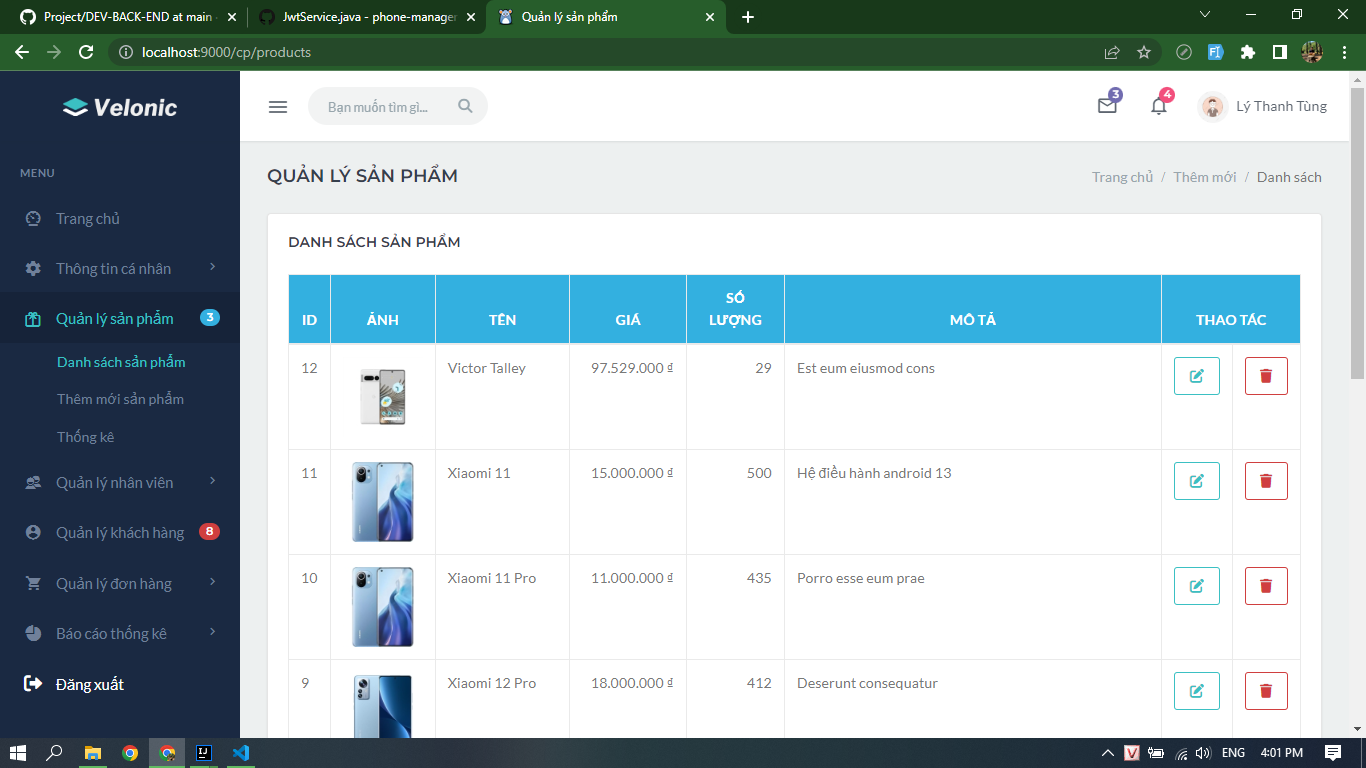 Project/DEV-BACK-END at main
JwtService.java - phone-manager
Quản lý sản phẩm
localhost:9000/cp/products
Velonic
Bạn muốn tìm gì...
3
4
Lý Thanh Tùng
MENU
Trang chủ
Thông tin cá nhân
Quản lý sản phẩm 3
Danh sách sản phẩm
Thêm mới sản phẩm
Thống kê
Quản lý nhân viên
Quản lý khách hàng 8
Quản lý đơn hàng
Báo cáo thống kê
Đăng xuất
QUẢN LÝ SẢN PHẨM
Trang chủ / Thêm mới / Danh sách
DANH SÁCH SẢN PHẨM
ID ẢNH TÊN GIÁ SỐ LƯỢNG MÔ TẢ THAO TÁC
12 Victor Talley 97.529.000 ₫ 29 Est eum eiusmod cons
11 Xiaomi 11 15.000.000 ₫ 500 Hệ điều hành android 13
10 Xiaomi 11 Pro 11.000.000 ₫ 435 Porro esse eum prae
9 Xiaomi 12 Pro 18.000.000 ₫ 412 Deserunt consequatur
ENG 4:01 PM